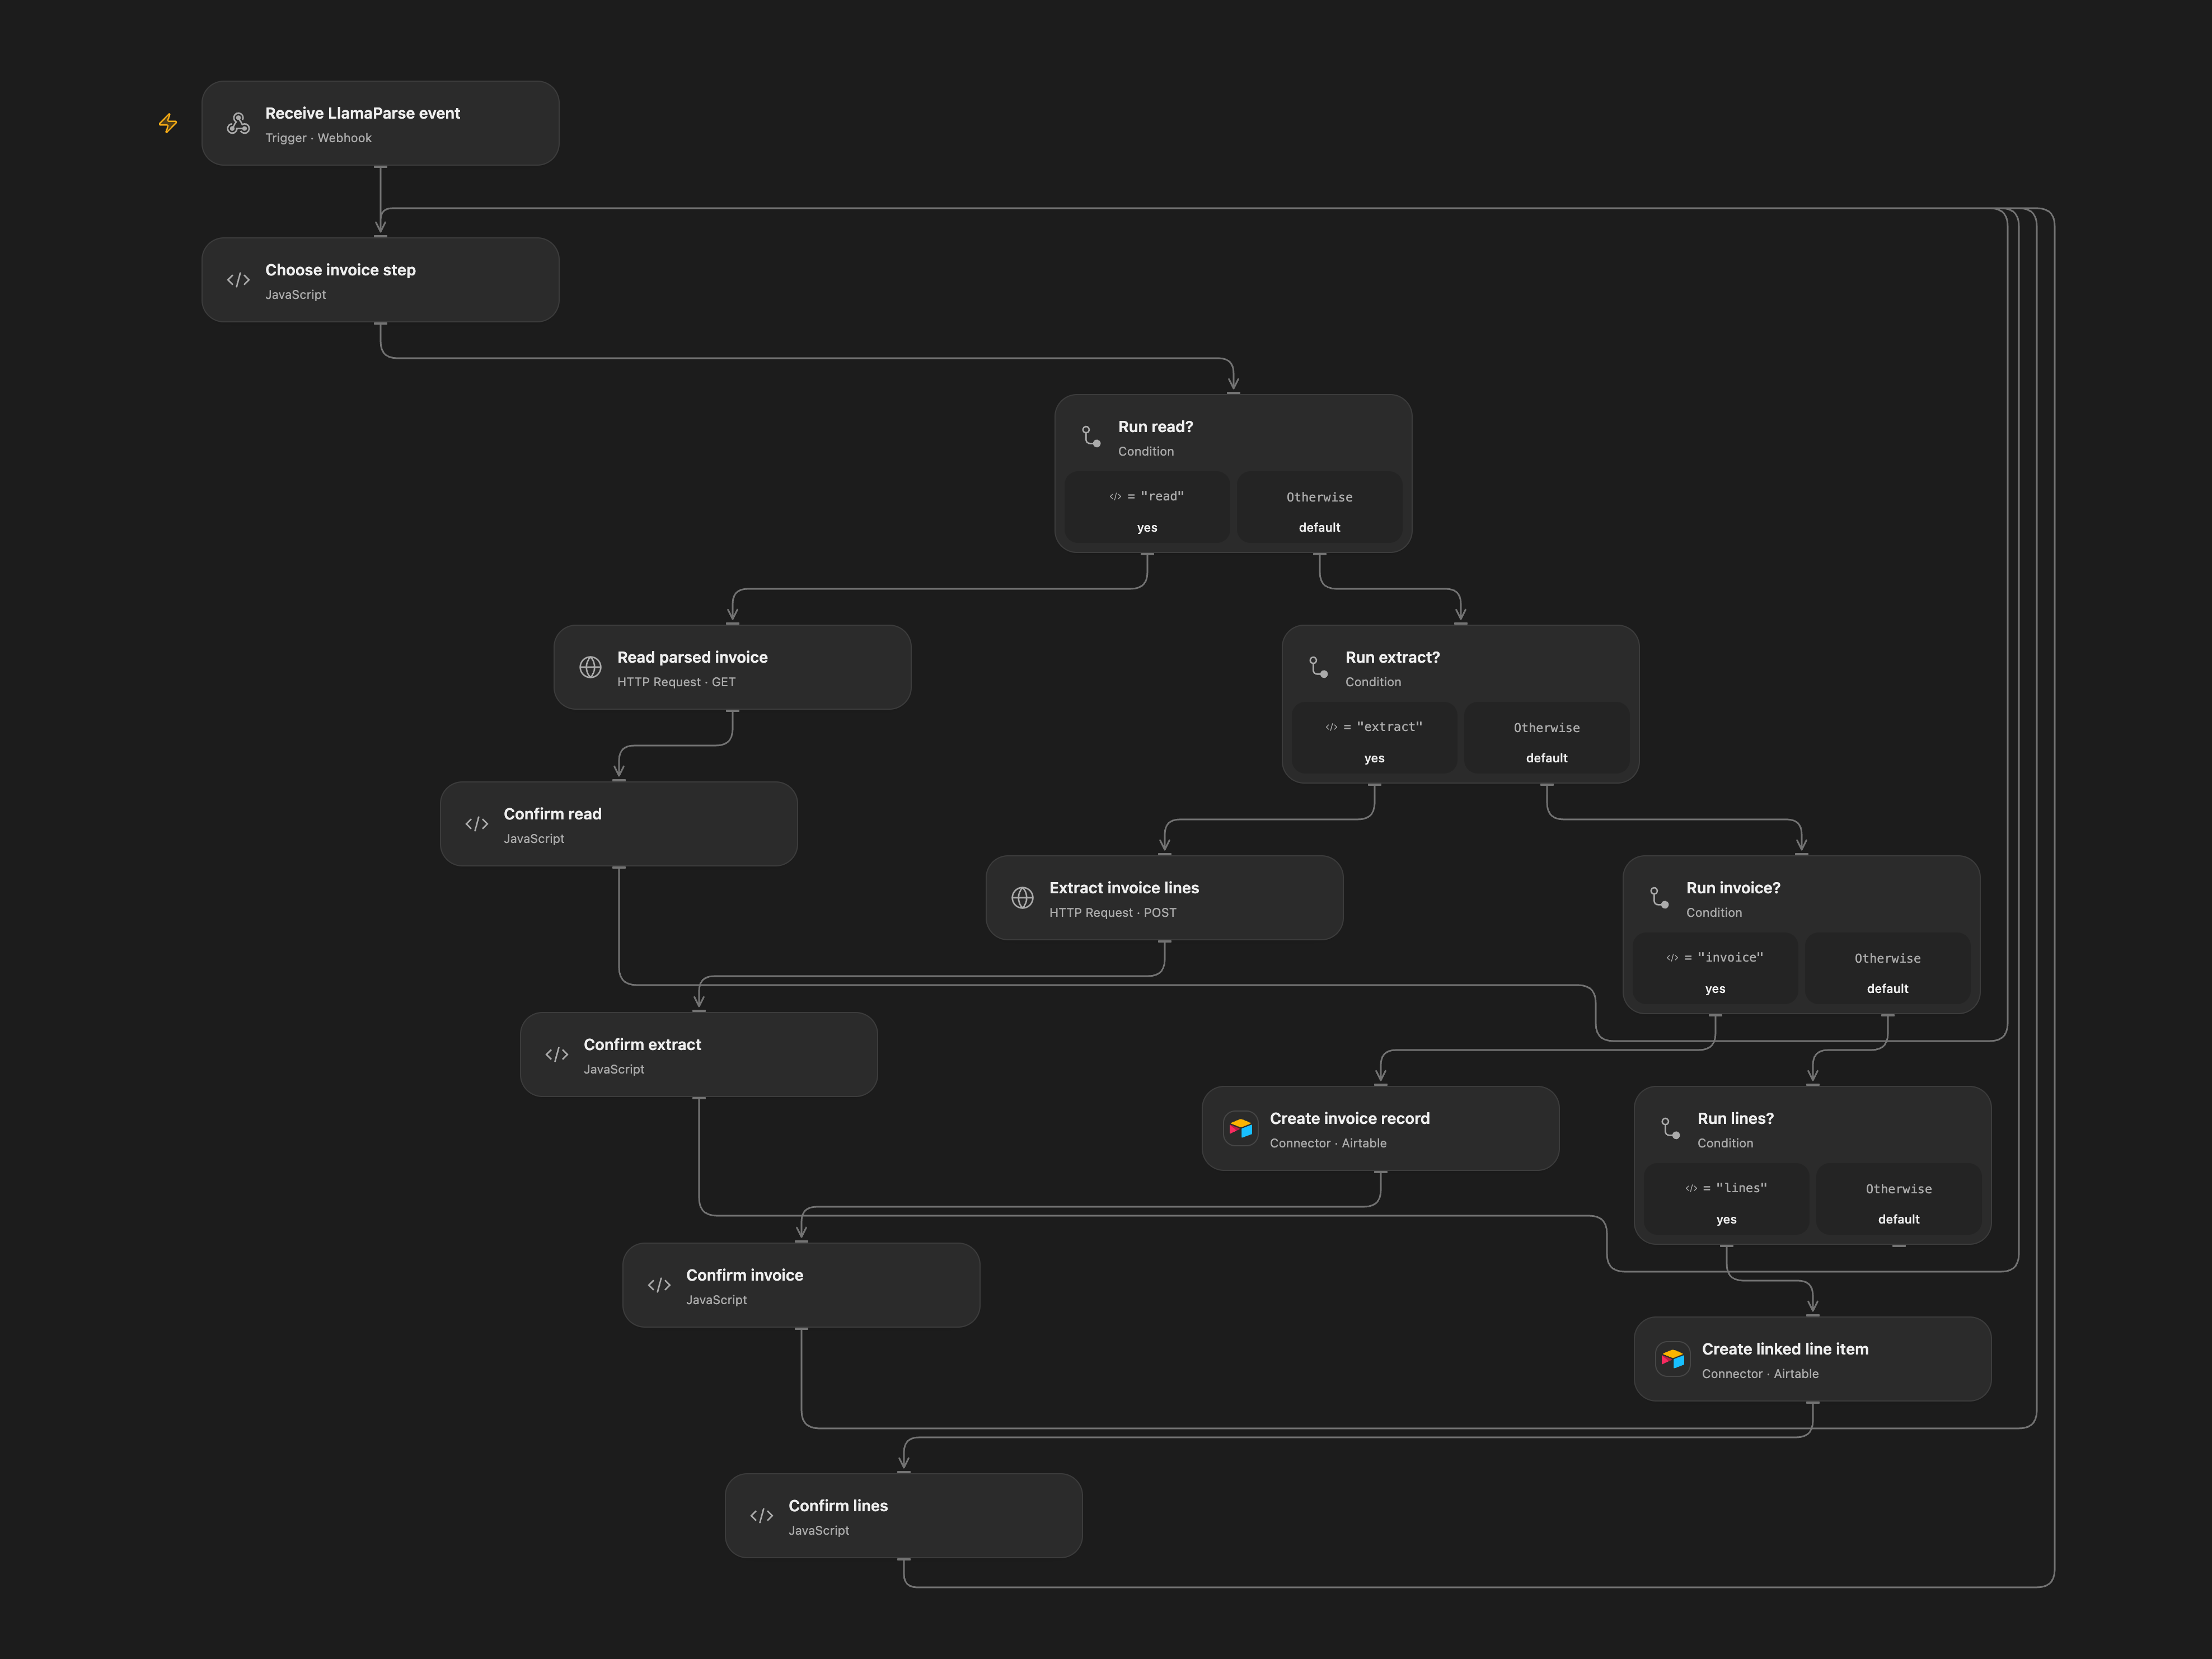 Receive LlamaParse event
Trigger · Webhook
Choose invoice step
JavaScript
Run read?
Condition
</> = "read"
yes
Otherwise
default
Read parsed invoice
HTTP Request · GET
Run extract?
Condition
</> = "extract"
yes
Otherwise
default
Confirm read
JavaScript
Extract invoice lines
HTTP Request · POST
Run invoice?
Condition
</> = "invoice"
yes
Otherwise
default
Confirm extract
JavaScript
Create invoice record
Connector · Airtable
Run lines?
Condition
</> = "lines"
yes
Otherwise
default
Confirm invoice
JavaScript
Create linked line item
Connector · Airtable
Confirm lines
JavaScript